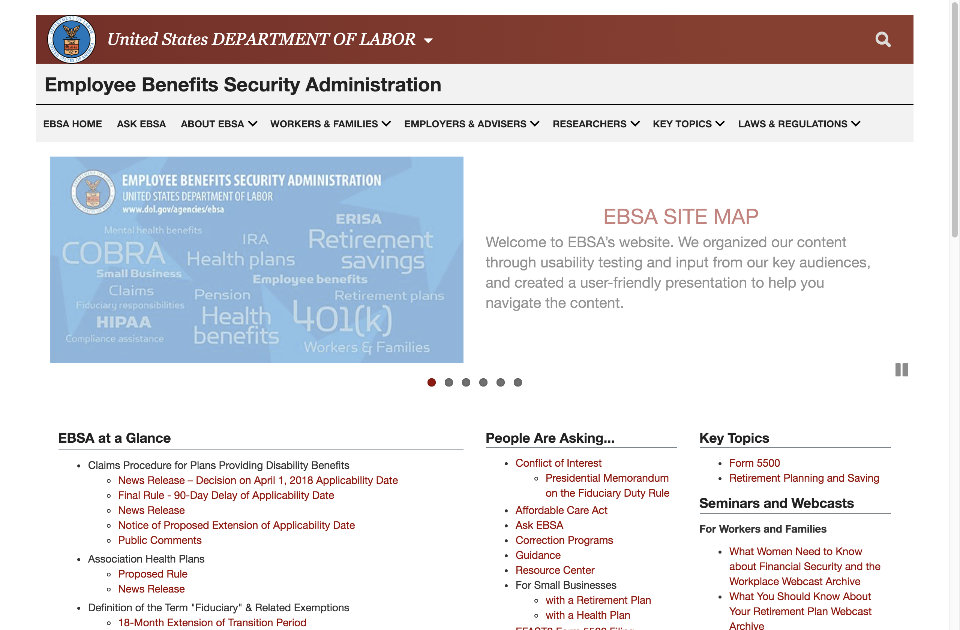 United States DEPARTMENT OF LABOR
Employee Benefits Security Administration
EBSA HOME ASK EBSA ABOUT EBSA WORKERS & FAMILIES EMPLOYERS & ADVISERS RESEARCHERS KEY TOPICS LAWS & REGULATIONS
EMPLOYEE BENEFITS SECURITY ADMINISTRATION
UNITED STATES DEPARTMENT OF LABOR
www.dol.gov/agencies/ebsa
Mental health benefits
ERISA
COBRA
IRA
Retirement
savings
Health plans
Small Business
Employee benefits
Claims
Pension
Retirement plans
Fiduciary responsibilities
HIPAA
Health
benefits
401(k)
Compliance assistance
Workers & Families
EBSA SITE MAP
Welcome to EBSA's website. We organized our content
through usability testing and input from our key audiences,
and created a user-friendly presentation to help you
navigate the content.
EBSA at a Glance
Claims Procedure for Plans Providing Disability Benefits
News Release – Decision on April 1, 2018 Applicability Date
Final Rule - 90-Day Delay of Applicability Date
News Release
Notice of Proposed Extension of Applicability Date
Public Comments
Association Health Plans
Proposed Rule
News Release
Definition of the Term "Fiduciary" & Related Exemptions
18-Month Extension of Transition Period
People Are Asking...
Conflict of Interest
Presidential Memorandum
on the Fiduciary Duty Rule
Affordable Care Act
Ask EBSA
Correction Programs
Guidance
Resource Center
For Small Businesses
with a Retirement Plan
with a Health Plan
Key Topics
Form 5500
Retirement Planning and Saving
Seminars and Webcasts
For Workers and Families
What Women Need to Know
about Financial Security and the
Workplace Webcast Archive
What You Should Know About
Your Retirement Plan Webcast
Archive